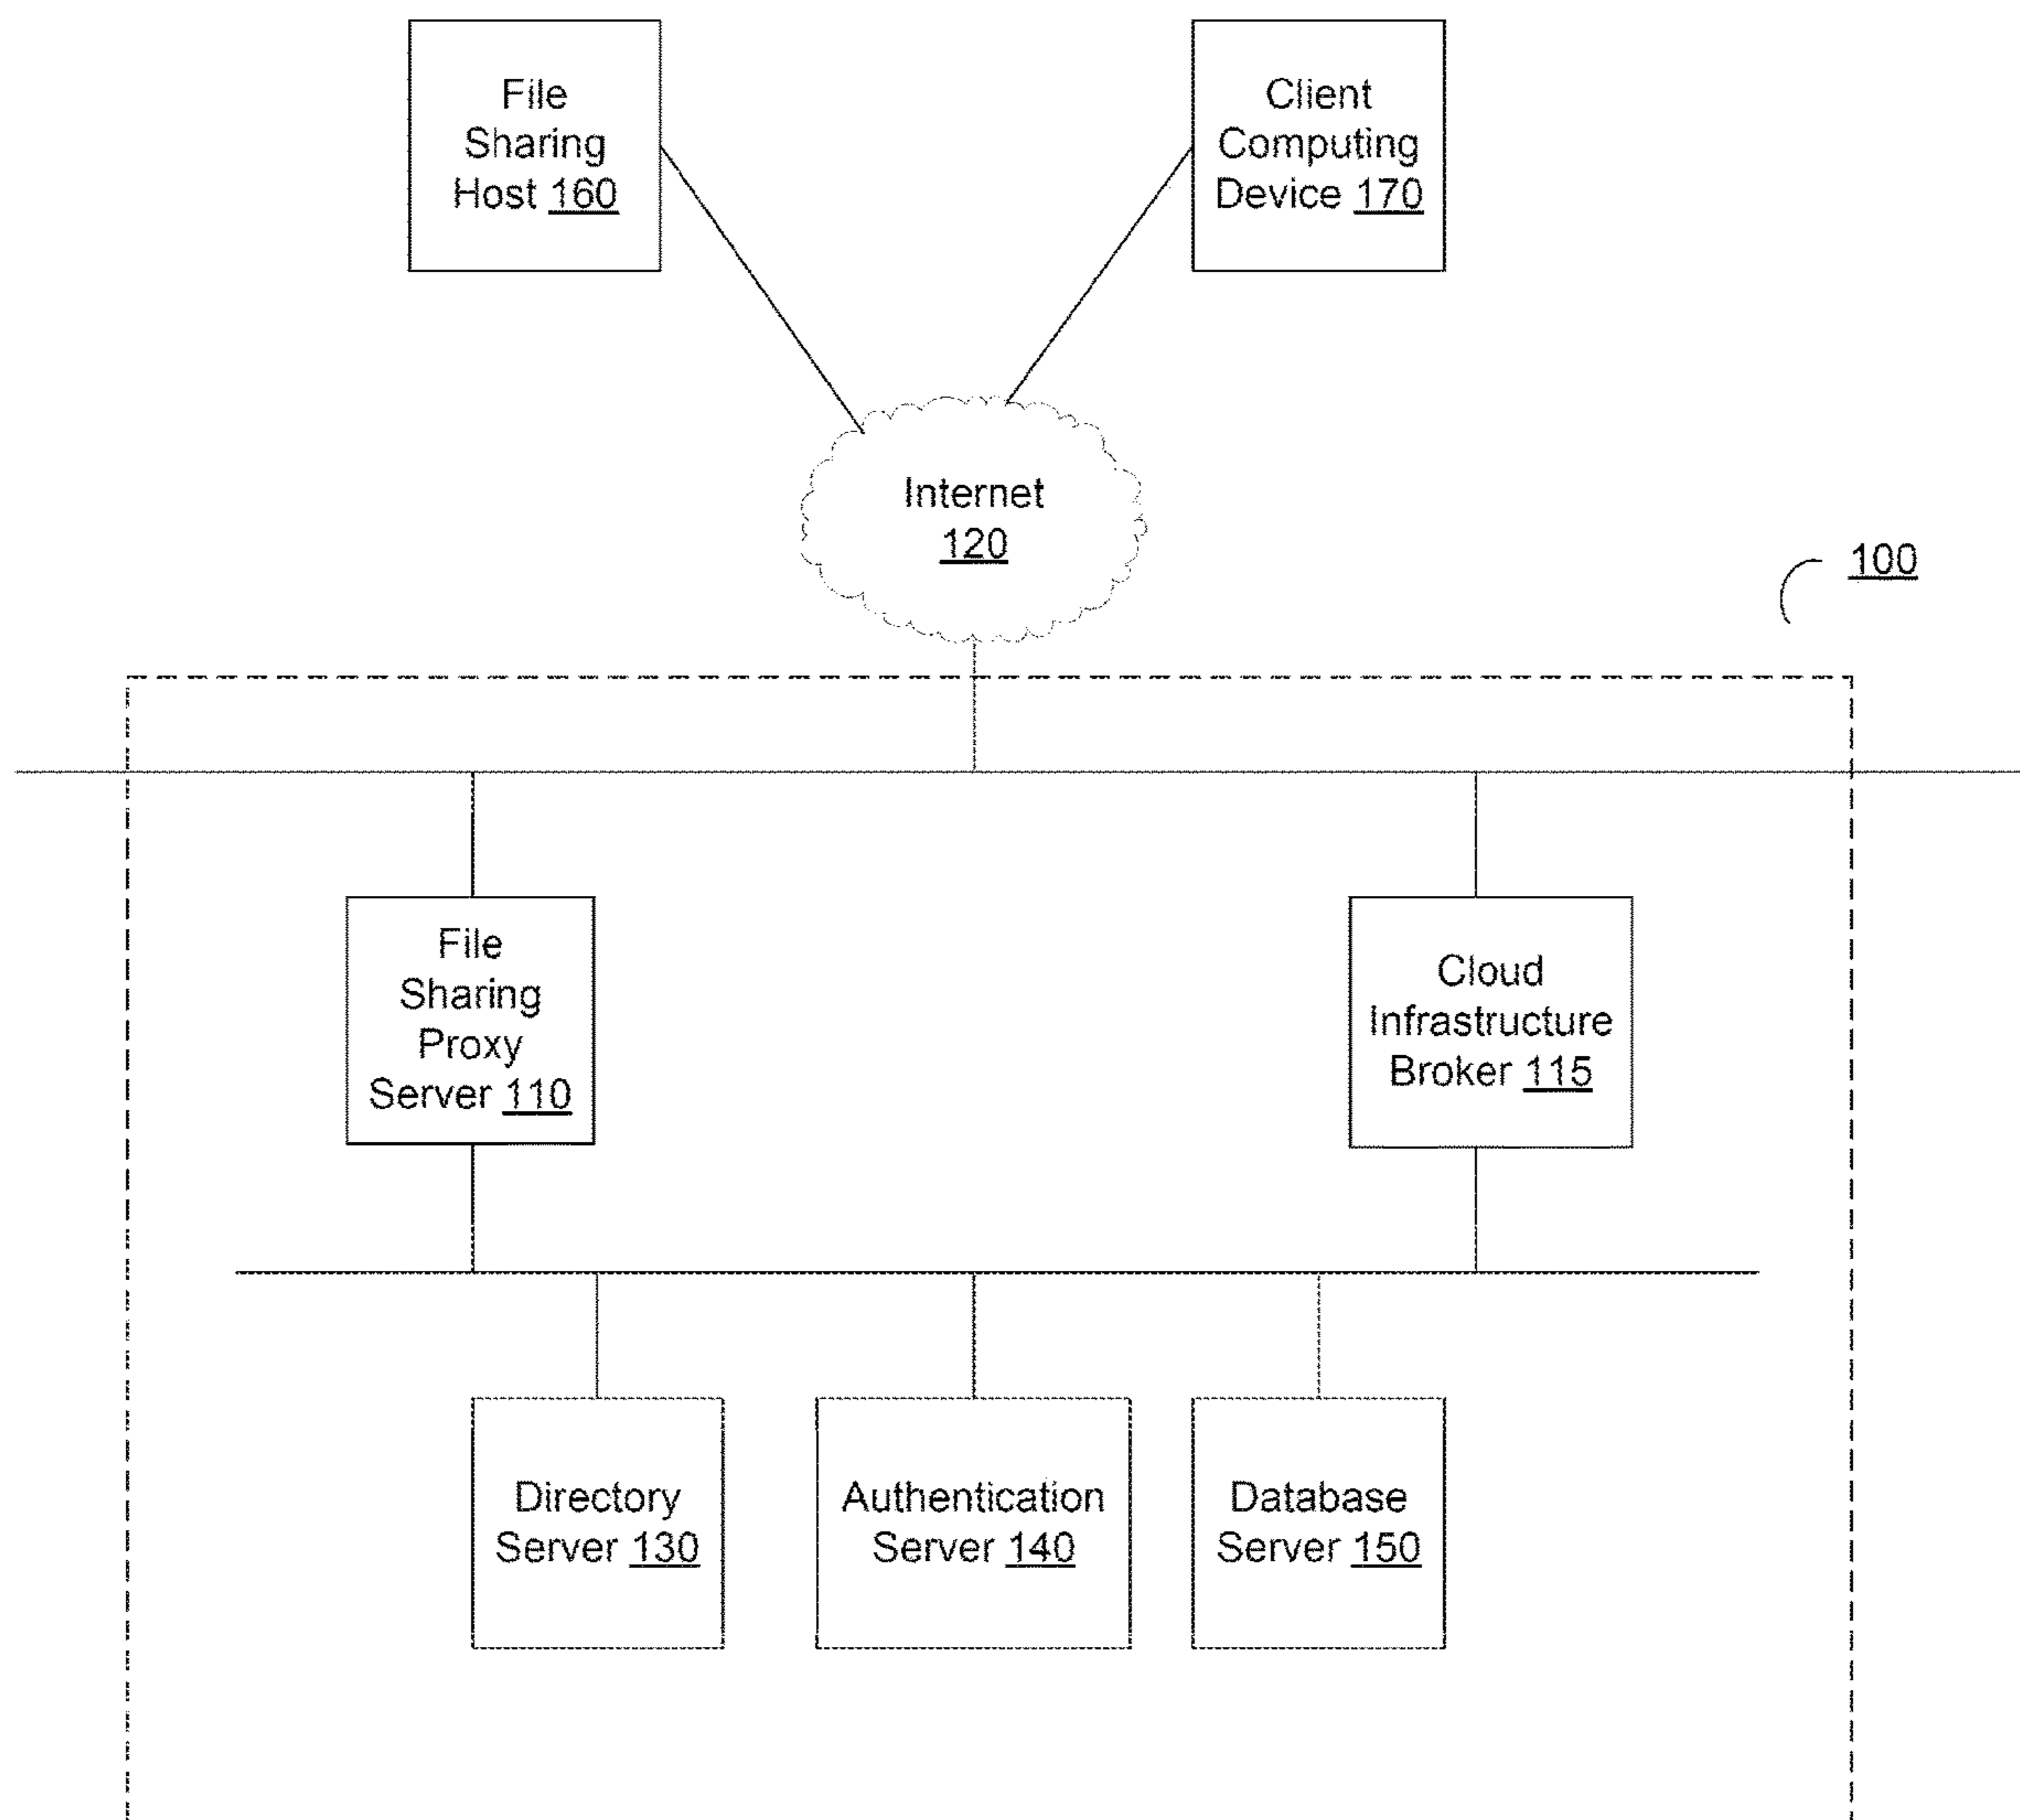 File
Sharing
Host 160
Client
Computing
Device 170
Internet
120
100
File
Sharing
Proxy
Server 110
Cloud
Infrastructure
Broker 115
Directory
Server 130
Authentication
Server 140
Database
Server 150